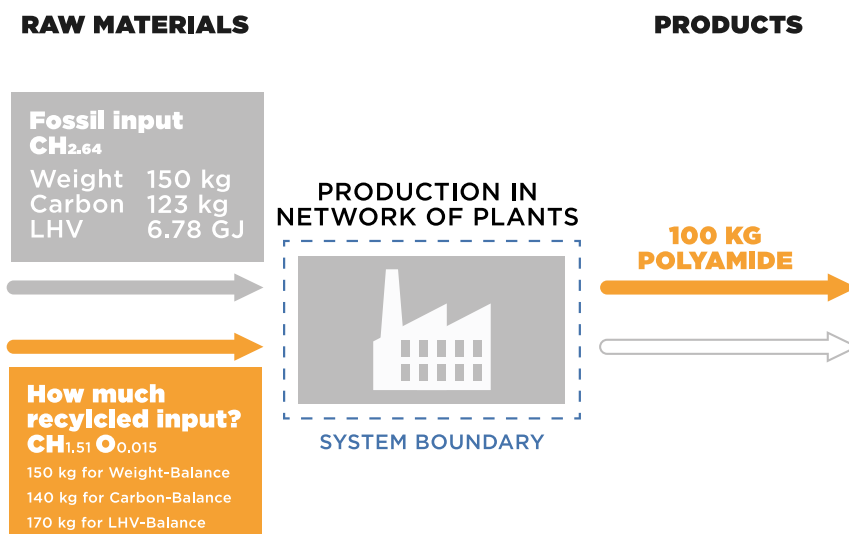 RAW MATERIALS
PRODUCTS
Fossil input
CH2.64
Weight 150 kg
Carbon 123 kg
LHV 6.78 GJ
PRODUCTION IN
NETWORK OF PLANTS
100 KG
POLYAMIDE
How much
recylcled input?
CH1.51 O0.015
150 kg for Weight-Balance
140 kg for Carbon-Balance
170 kg for LHV-Balance
SYSTEM BOUNDARY